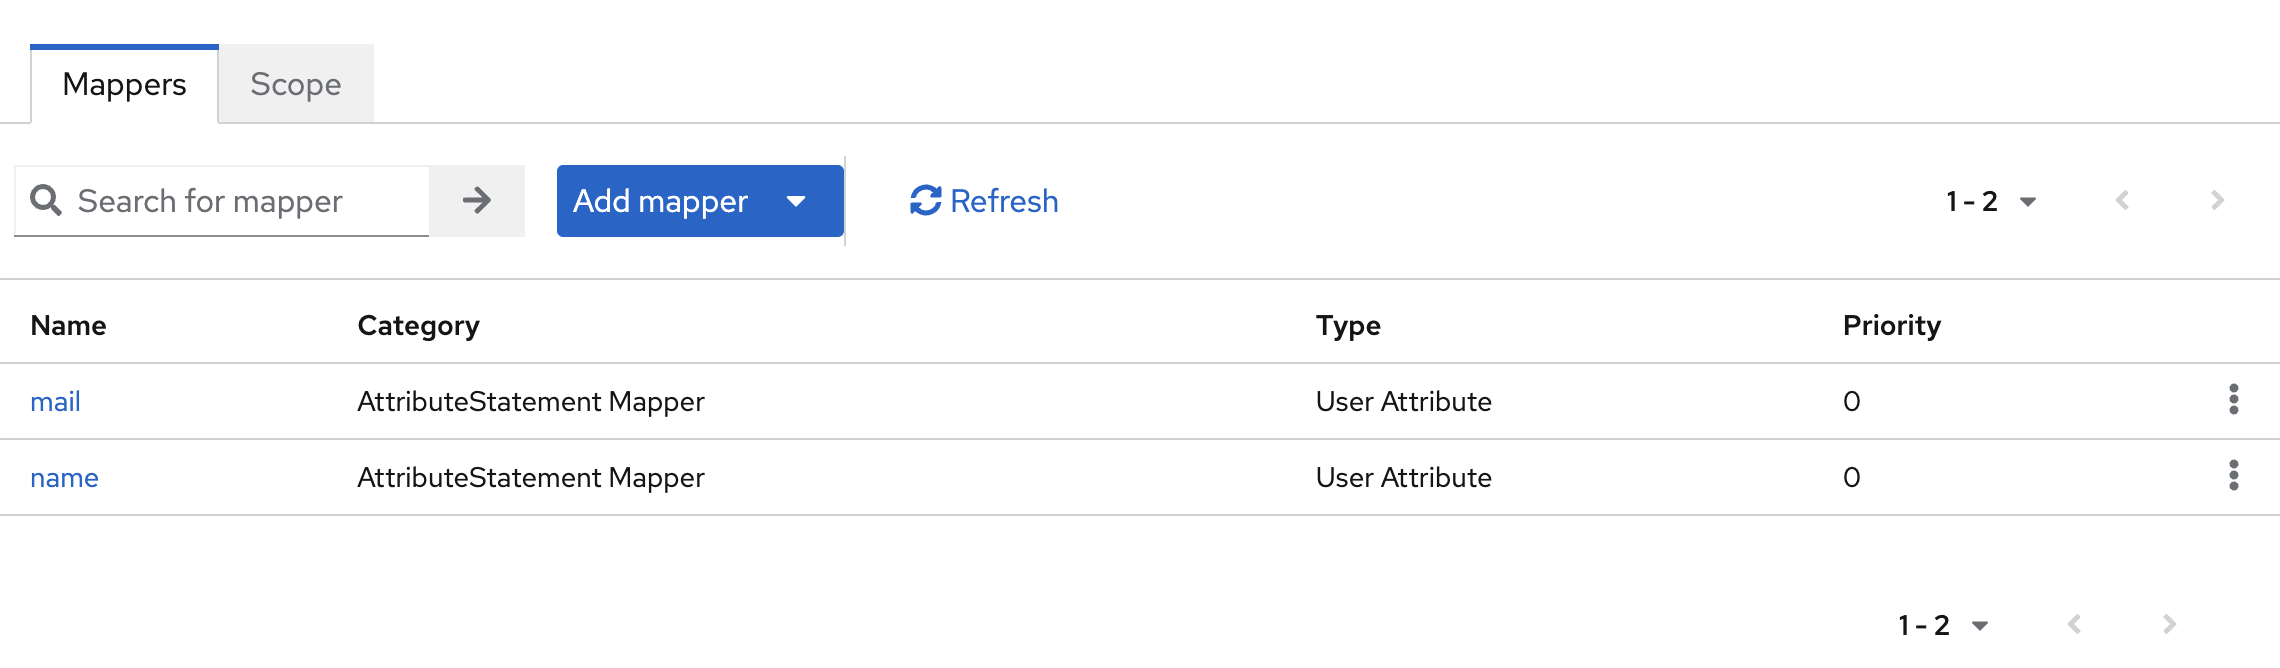 Mappers Scope
Search for mapper Add mapper Refresh 1 - 2
Name Category Type Priority
mail AttributeStatement Mapper User Attribute 0
name AttributeStatement Mapper User Attribute 0
1 - 2